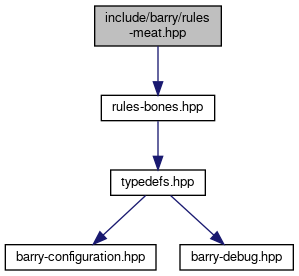 include/barry/rules
-meat.hpp
rules-bones.hpp
typedefs.hpp
barry-configuration.hpp
barry-debug.hpp